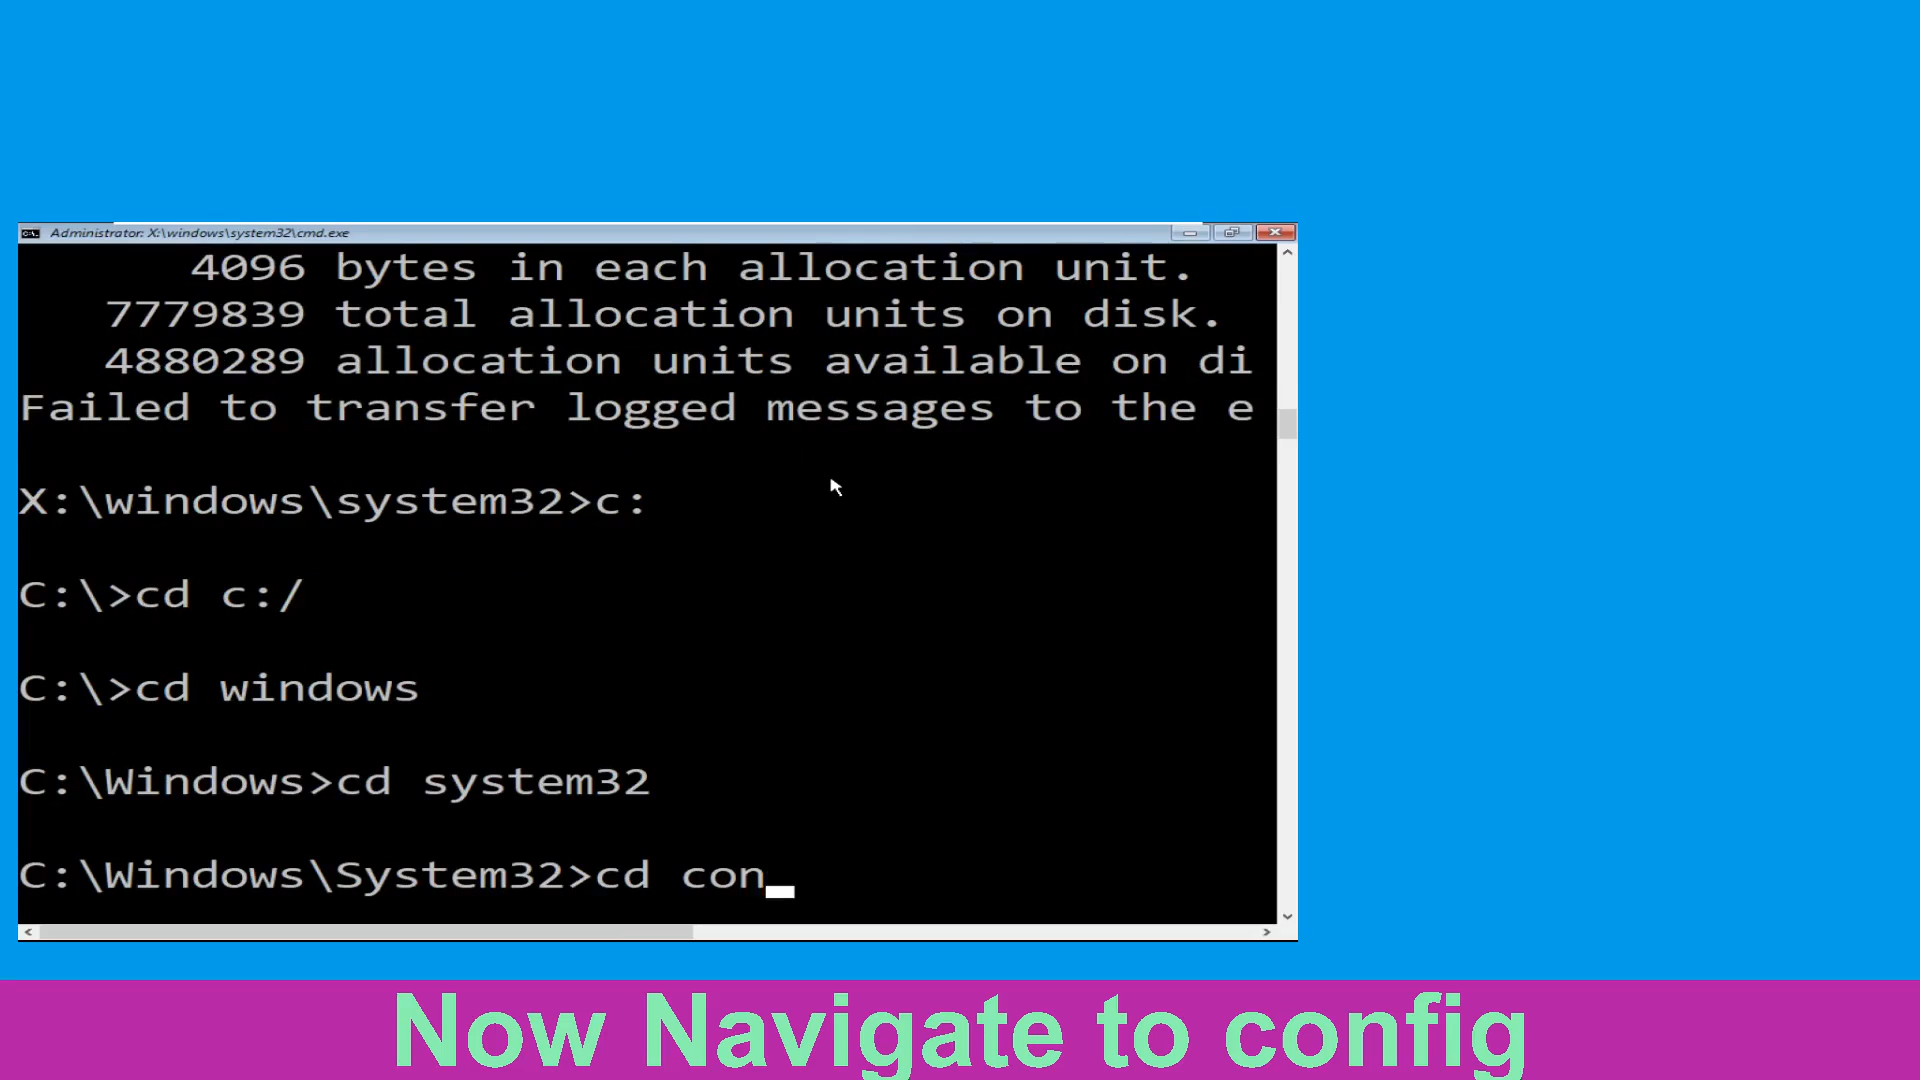 Administrator: X:\windows\system32\cmd.exe
4096 bytes in each allocation unit.
7779839 total allocation units on disk.
4880289 allocation units available on di
Failed to transfer logged messages to the e
X:\windows\system32>c:
C:\>cd c:/
C:\>cd windows
C:\Windows>cd system32
C:\Windows\System32>cd con_
Now Navigate to config